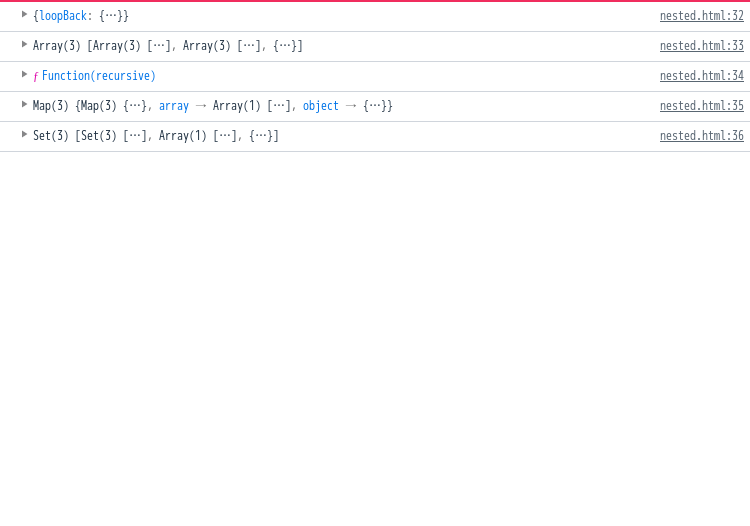 {loopBack: {…}} nested.html:32
Array(3) [Array(3) […], Array(3) […], {…}] nested.html:33
ƒ Function(recursive) nested.html:34
Map(3) {Map(3) {…}, array → Array(1) […], object → {…}} nested.html:35
Set(3) [Set(3) […], Array(1) […], {…}] nested.html:36